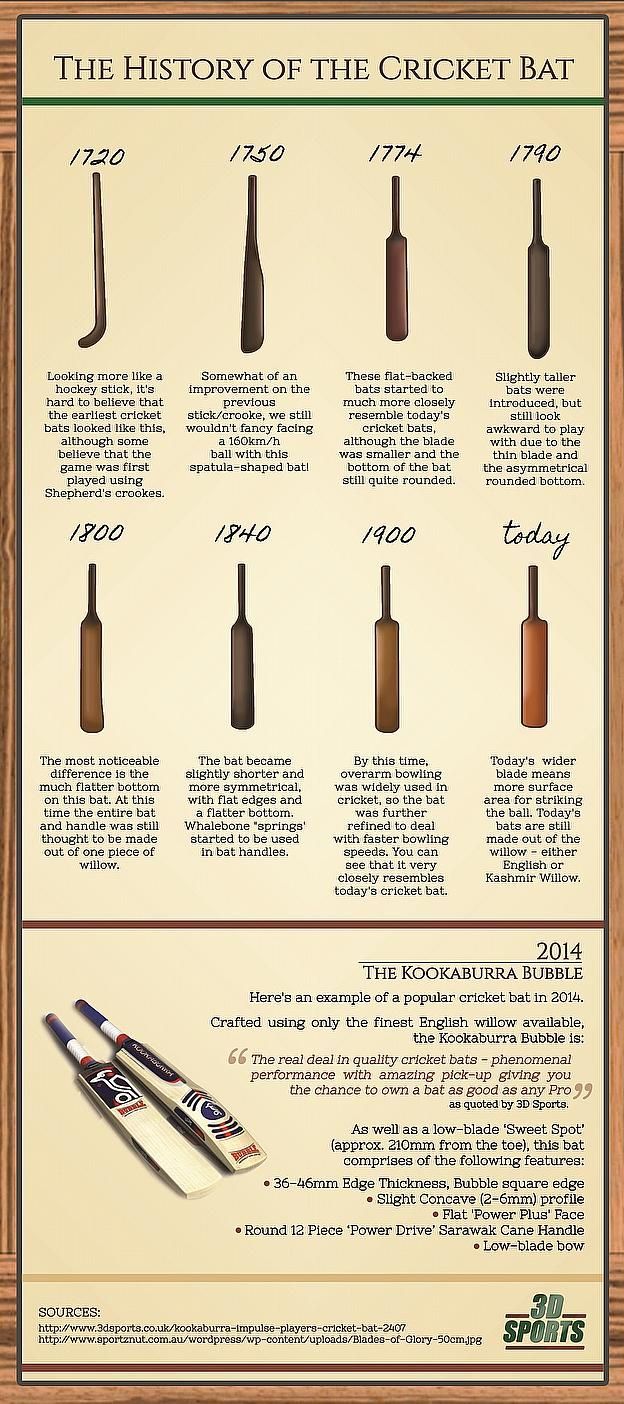 THE HISTORY OF THE CRICKET BAT
1720
Looking more like a
hockey stick, it's
hard to believe that
the earliest cricket
bats looked like this,
although some
believe that the
game was first
played using
Shepherd's crookes.
1750
Somewhat of an
improvement on the
previous
stick/crooke, we still
wouldn't fancy facing
a 160km/h
ball with this
spatula-shaped bat!
1774
These flat-backed
bats started to
much more closely
resemble today's
cricket bats,
although the blade
was smaller and the
bottom of the bat
still quite rounded.
1790
Slightly taller
bats were
introduced, but
still look
awkward to play
with due to the
thin blade and
the asymmetrical
rounded bottom.
1800
The most noticeable
difference is the
much flatter bottom
on this bat. At this
time the entire bat
and handle was still
thought to be made
out of one piece of
willow.
1840
The bat became
slightly shorter and
more symmetrical,
with flat edges and
a flatter bottom.
Whalebone "springs'
started to be used
in bat handles.
1900
By this time,
overarm bowling
was widely used in
cricket, so the bat
was further
refined to deal
with faster bowling
speeds. You can
see that it very
closely resembles
today's cricket bat.
today
Today's wider
blade means
more surface
area for striking
the ball. Today's
bats are still
made out of the
willow - either
English or
Kashmir Willow.
2014
THE KOOKABURRA BUBBLE
Here's an example of a popular cricket bat in 2014.
Crafted using only the finest English willow available,
the Kookaburra Bubble is:
“ The real deal in quality cricket bats - phenomenal
performance with amazing pick-up giving you
the chance to own a bat as good as any Pro ”
as quoted by 3D Sports.
As well as a low-blade 'Sweet Spot'
(approx. 210mm from the toe), this bat
comprises of the following features:
• 36-46mm Edge Thickness, Bubble square edge
• Slight Concave (2-6mm) profile
• Flat 'Power Plus' Face
• Round 12 Piece 'Power Drive' Sarawak Cane Handle
• Low-blade bow
KOOKABURRA
BUBBLE
BUBBLE
SOURCES:
http://www.3dsports.co.uk/kookaburra-impulse-players-cricket-bat-2407
http://www.sportznut.com.au/wordpress/wp-content/uploads/Blades-of-Glory-50cm.jpg
3D
SPORTS